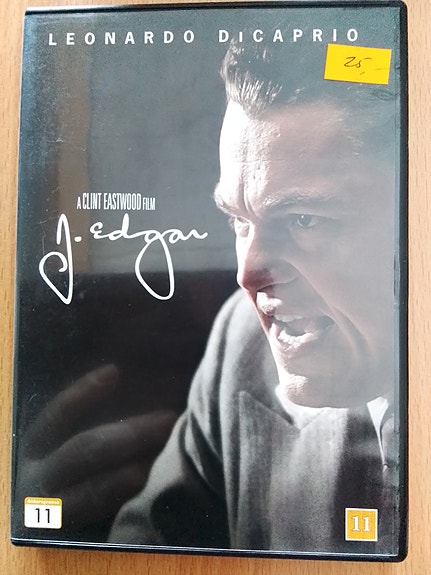 LEONARDO DiCAPRIO
25,-
A CLINT EASTWOOD FILM
J. Edgar
11
11